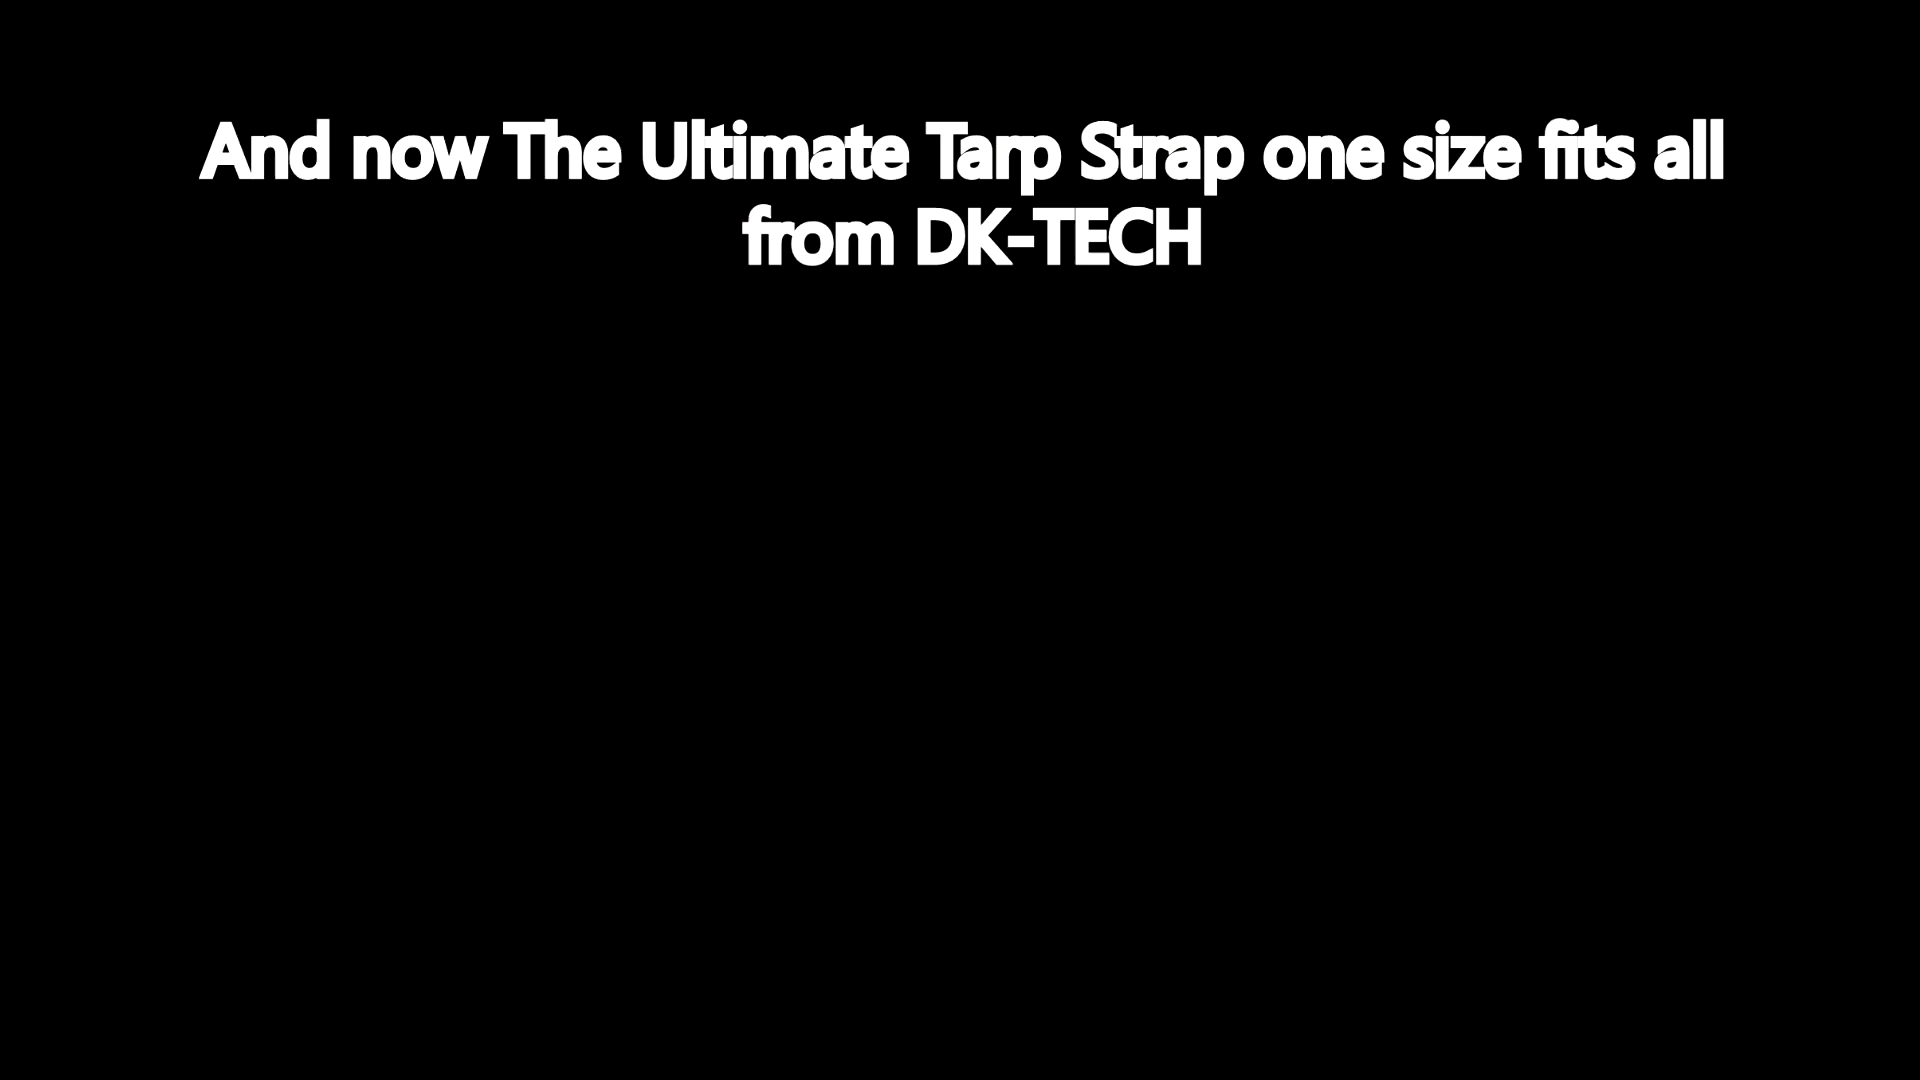 And now The Ultimate Tarp Strap one size fits all
from DK-TECH